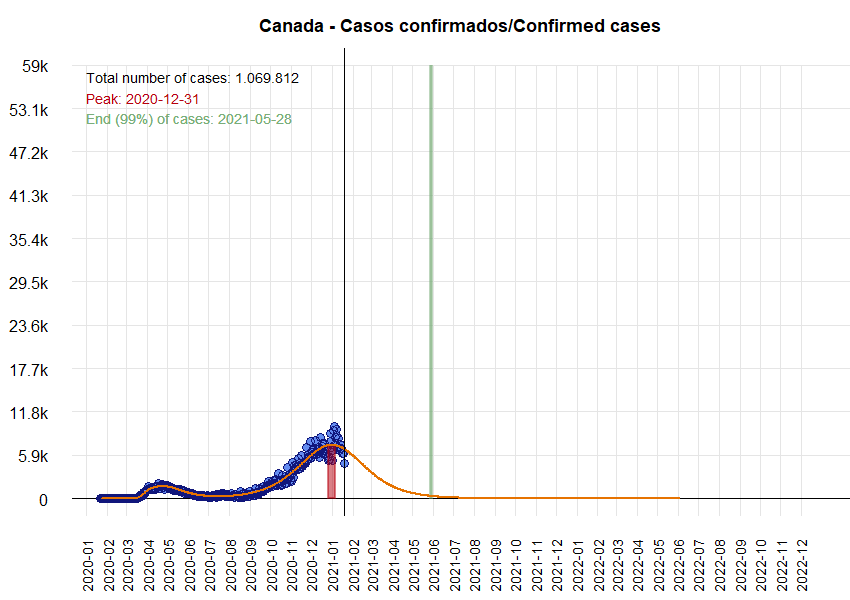 Canada - Casos confirmados/Confirmed cases
Total number of cases: 1.069.812
Peak: 2020-12-31
End (99%) of cases: 2021-05-28
59k
53.1k
47.2k
41.3k
35.4k
29.5k
23.6k
17.7k
11.8k
5.9k
0
2020-01
2020-02
2020-03
2020-04
2020-05
2020-06
2020-07
2020-08
2020-09
2020-10
2020-11
2020-12
2021-01
2021-02
2021-03
2021-04
2021-05
2021-06
2021-07
2021-08
2021-09
2021-10
2021-11
2021-12
2022-01
2022-02
2022-03
2022-04
2022-05
2022-06
2022-07
2022-08
2022-09
2022-10
2022-11
2022-12